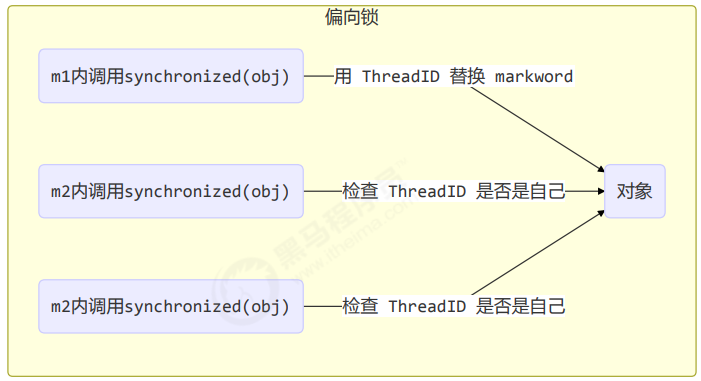 偏向锁
m1内调用synchronized(obj)
用 ThreadID 替换 markword
m2内调用synchronized(obj)
检查 ThreadID 是否是自己
对象
m2内调用synchronized(obj)
检查 ThreadID 是否是自己
黑马程序员
www.itheima.com